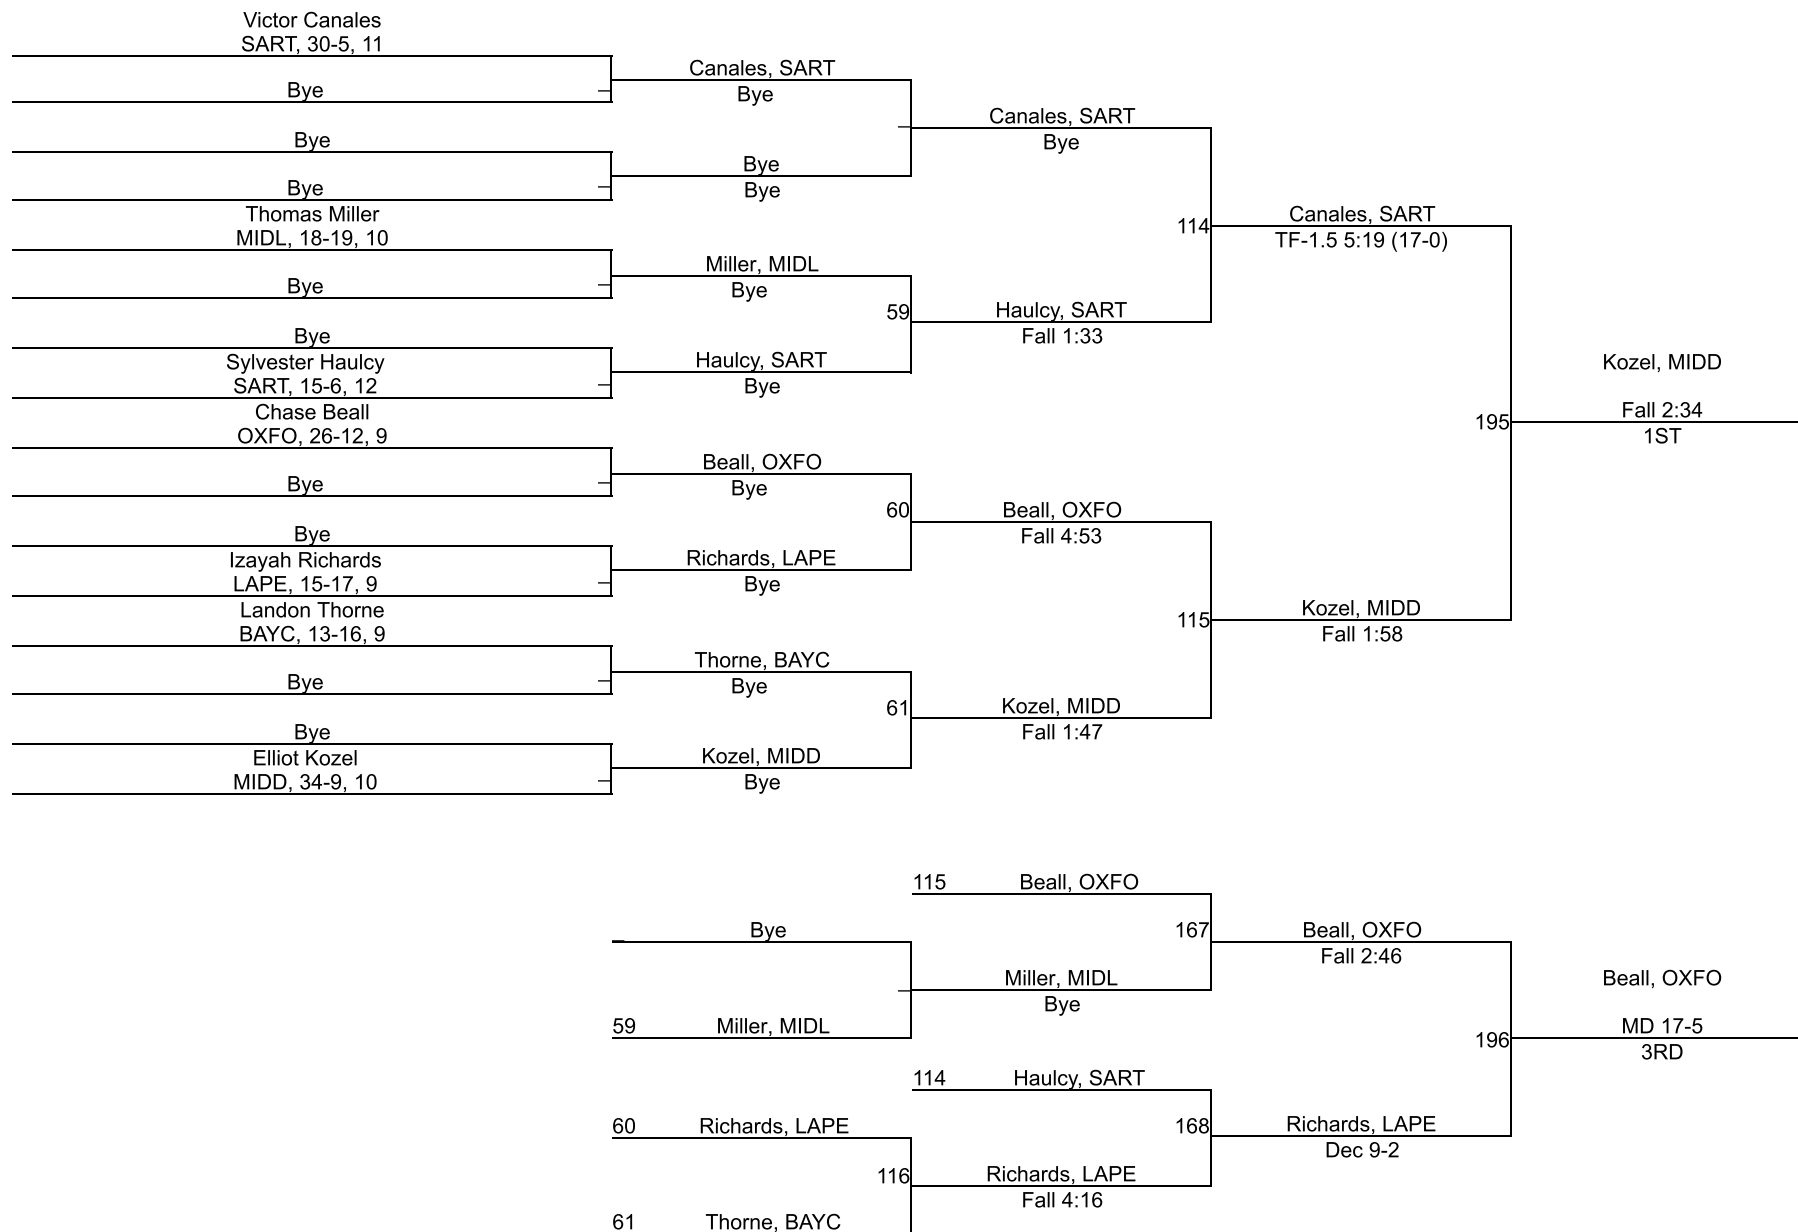 Victor Canales
SART, 30-5, 11
Bye
Bye
Bye
Thomas Miller
MIDL, 18-19, 10
Bye
Bye
Sylvester Haulcy
SART, 15-6, 12
Chase Beall
OXFO, 26-12, 9
Bye
Bye
Izayah Richards
LAPE, 15-17, 9
Landon Thorne
BAYC, 13-16, 9
Bye
Bye
Elliot Kozel
MIDD, 34-9, 10
Canales, SART
Bye
Bye
Bye
Miller, MIDL
Bye
59
Haulcy, SART
Bye
Beall, OXFO
Bye
60
Richards, LAPE
Bye
Thorne, BAYC
Bye
61
Kozel, MIDD
Bye
Canales, SART
Bye
114
Haulcy, SART
Fall 1:33
Beall, OXFO
Fall 4:53
115
Kozel, MIDD
Fall 1:47
Canales, SART
TF-1.5 5:19 (17-0)
195
Kozel, MIDD
Fall 1:58
Kozel, MIDD
Fall 2:34
1ST
Bye
59 Miller, MIDL
60 Richards, LAPE
116
61 Thorne, BAYC
115 Beall, OXFO
167
Miller, MIDL
Bye
114 Haulcy, SART
168
Richards, LAPE
Fall 4:16
Beall, OXFO
Fall 2:46
196
Richards, LAPE
Dec 9-2
Beall, OXFO
MD 17-5
3RD